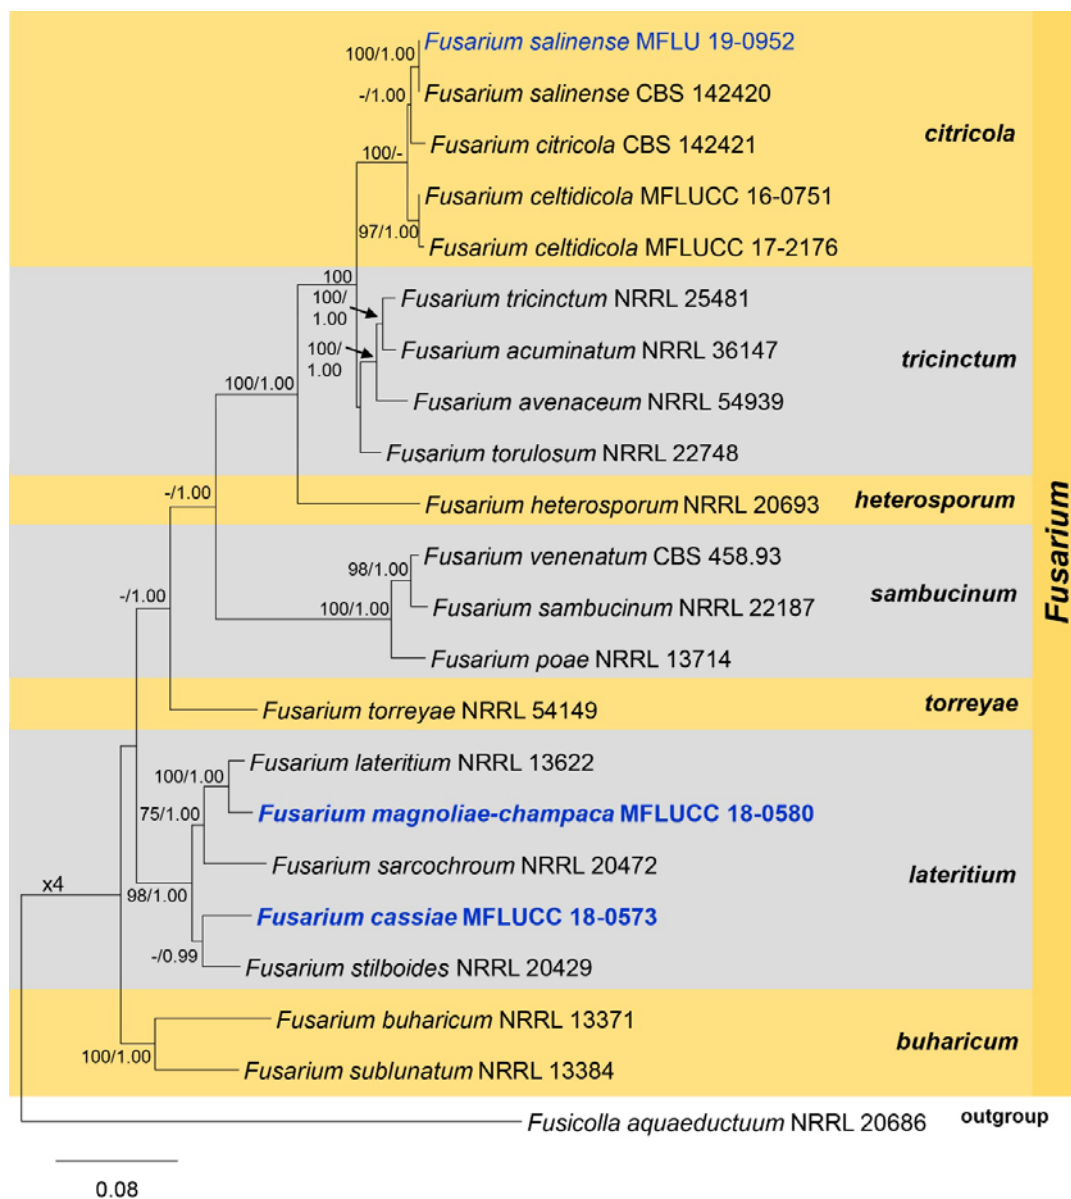 100/1.00
Fusarium salinense MFLU 19-0952
-/1.00
Fusarium salinense CBS 142420
citricola
Fusarium citricola CBS 142421
100/-
Fusarium celtidicola MFLUCC 16-0751
97/1.00
Fusarium celtidicola MFLUCC 17-2176
100
100/
1.00
Fusarium tricinctum NRRL 25481
100/
1.00
Fusarium acuminatum NRRL 36147
tricinctum
100/1.00
Fusarium avenaceum NRRL 54939
Fusarium torulosum NRRL 22748
-/1.00
Fusarium heterosporum NRRL 20693
heterosporum
Fusarium
Fusarium venenatum CBS 458.93
98/1.00
-/1.00
100/1.00
Fusarium sambucinum NRRL 22187
sambucinum
Fusarium poae NRRL 13714
Fusarium torreyae NRRL 54149
torreyae
Fusarium lateritium NRRL 13622
100/1.00
75/1.00
Fusarium magnoliae-champaca MFLUCC 18-0580
Fusarium sarcochroum NRRL 20472
lateritium
x4
98/1.00
Fusarium cassiae MFLUCC 18-0573
-/0.99
Fusarium stilboides NRRL 20429
Fusarium buharicum NRRL 13371
buharicum
100/1.00
Fusarium sublunatum NRRL 13384
Fusicolla aquaeductuum NRRL 20686
outgroup
0.08